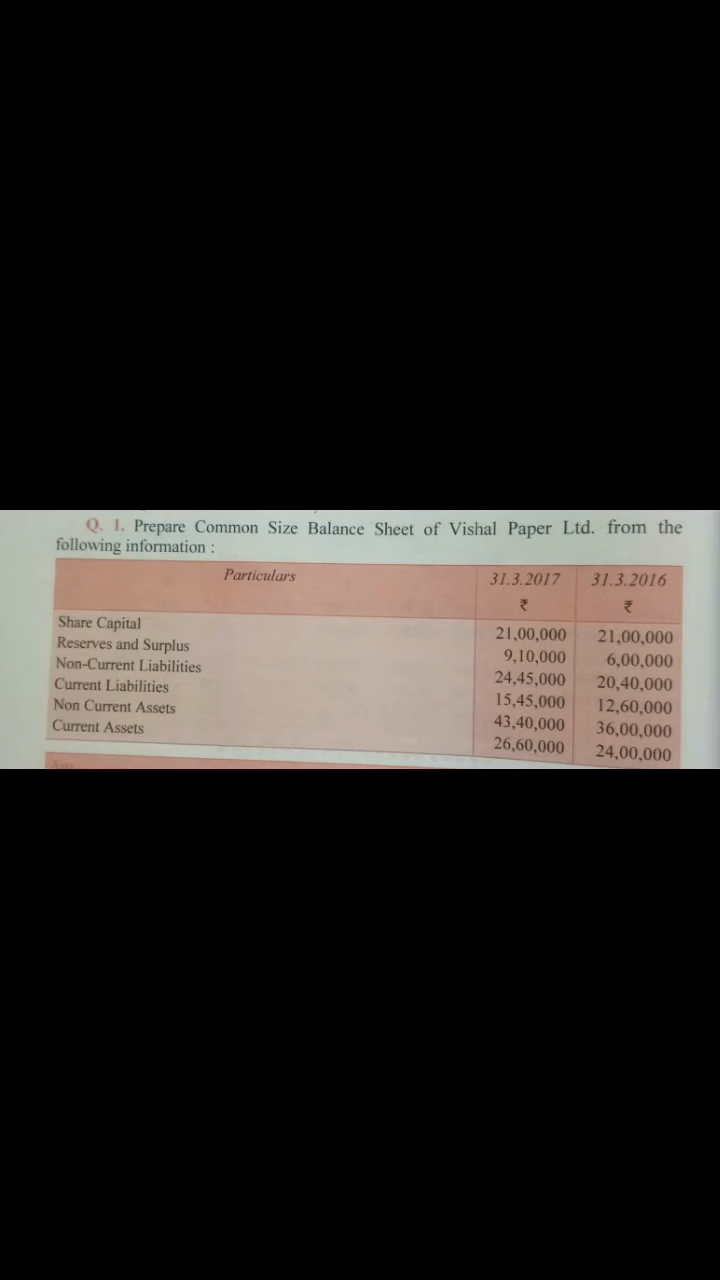 Q. 1. Prepare Common Size Balance Sheet of Vishal Paper Ltd. from the
following information :
Particulars 31.3.2017 31.3.2016
₹ ₹
Share Capital 21,00,000 21,00,000
Reserves and Surplus 9,10,000 6,00,000
Non-Current Liabilities 24,45,000 20,40,000
Current Liabilities 15,45,000 12,60,000
Non Current Assets 43,40,000 36,00,000
Current Assets 26,60,000 24,00,000